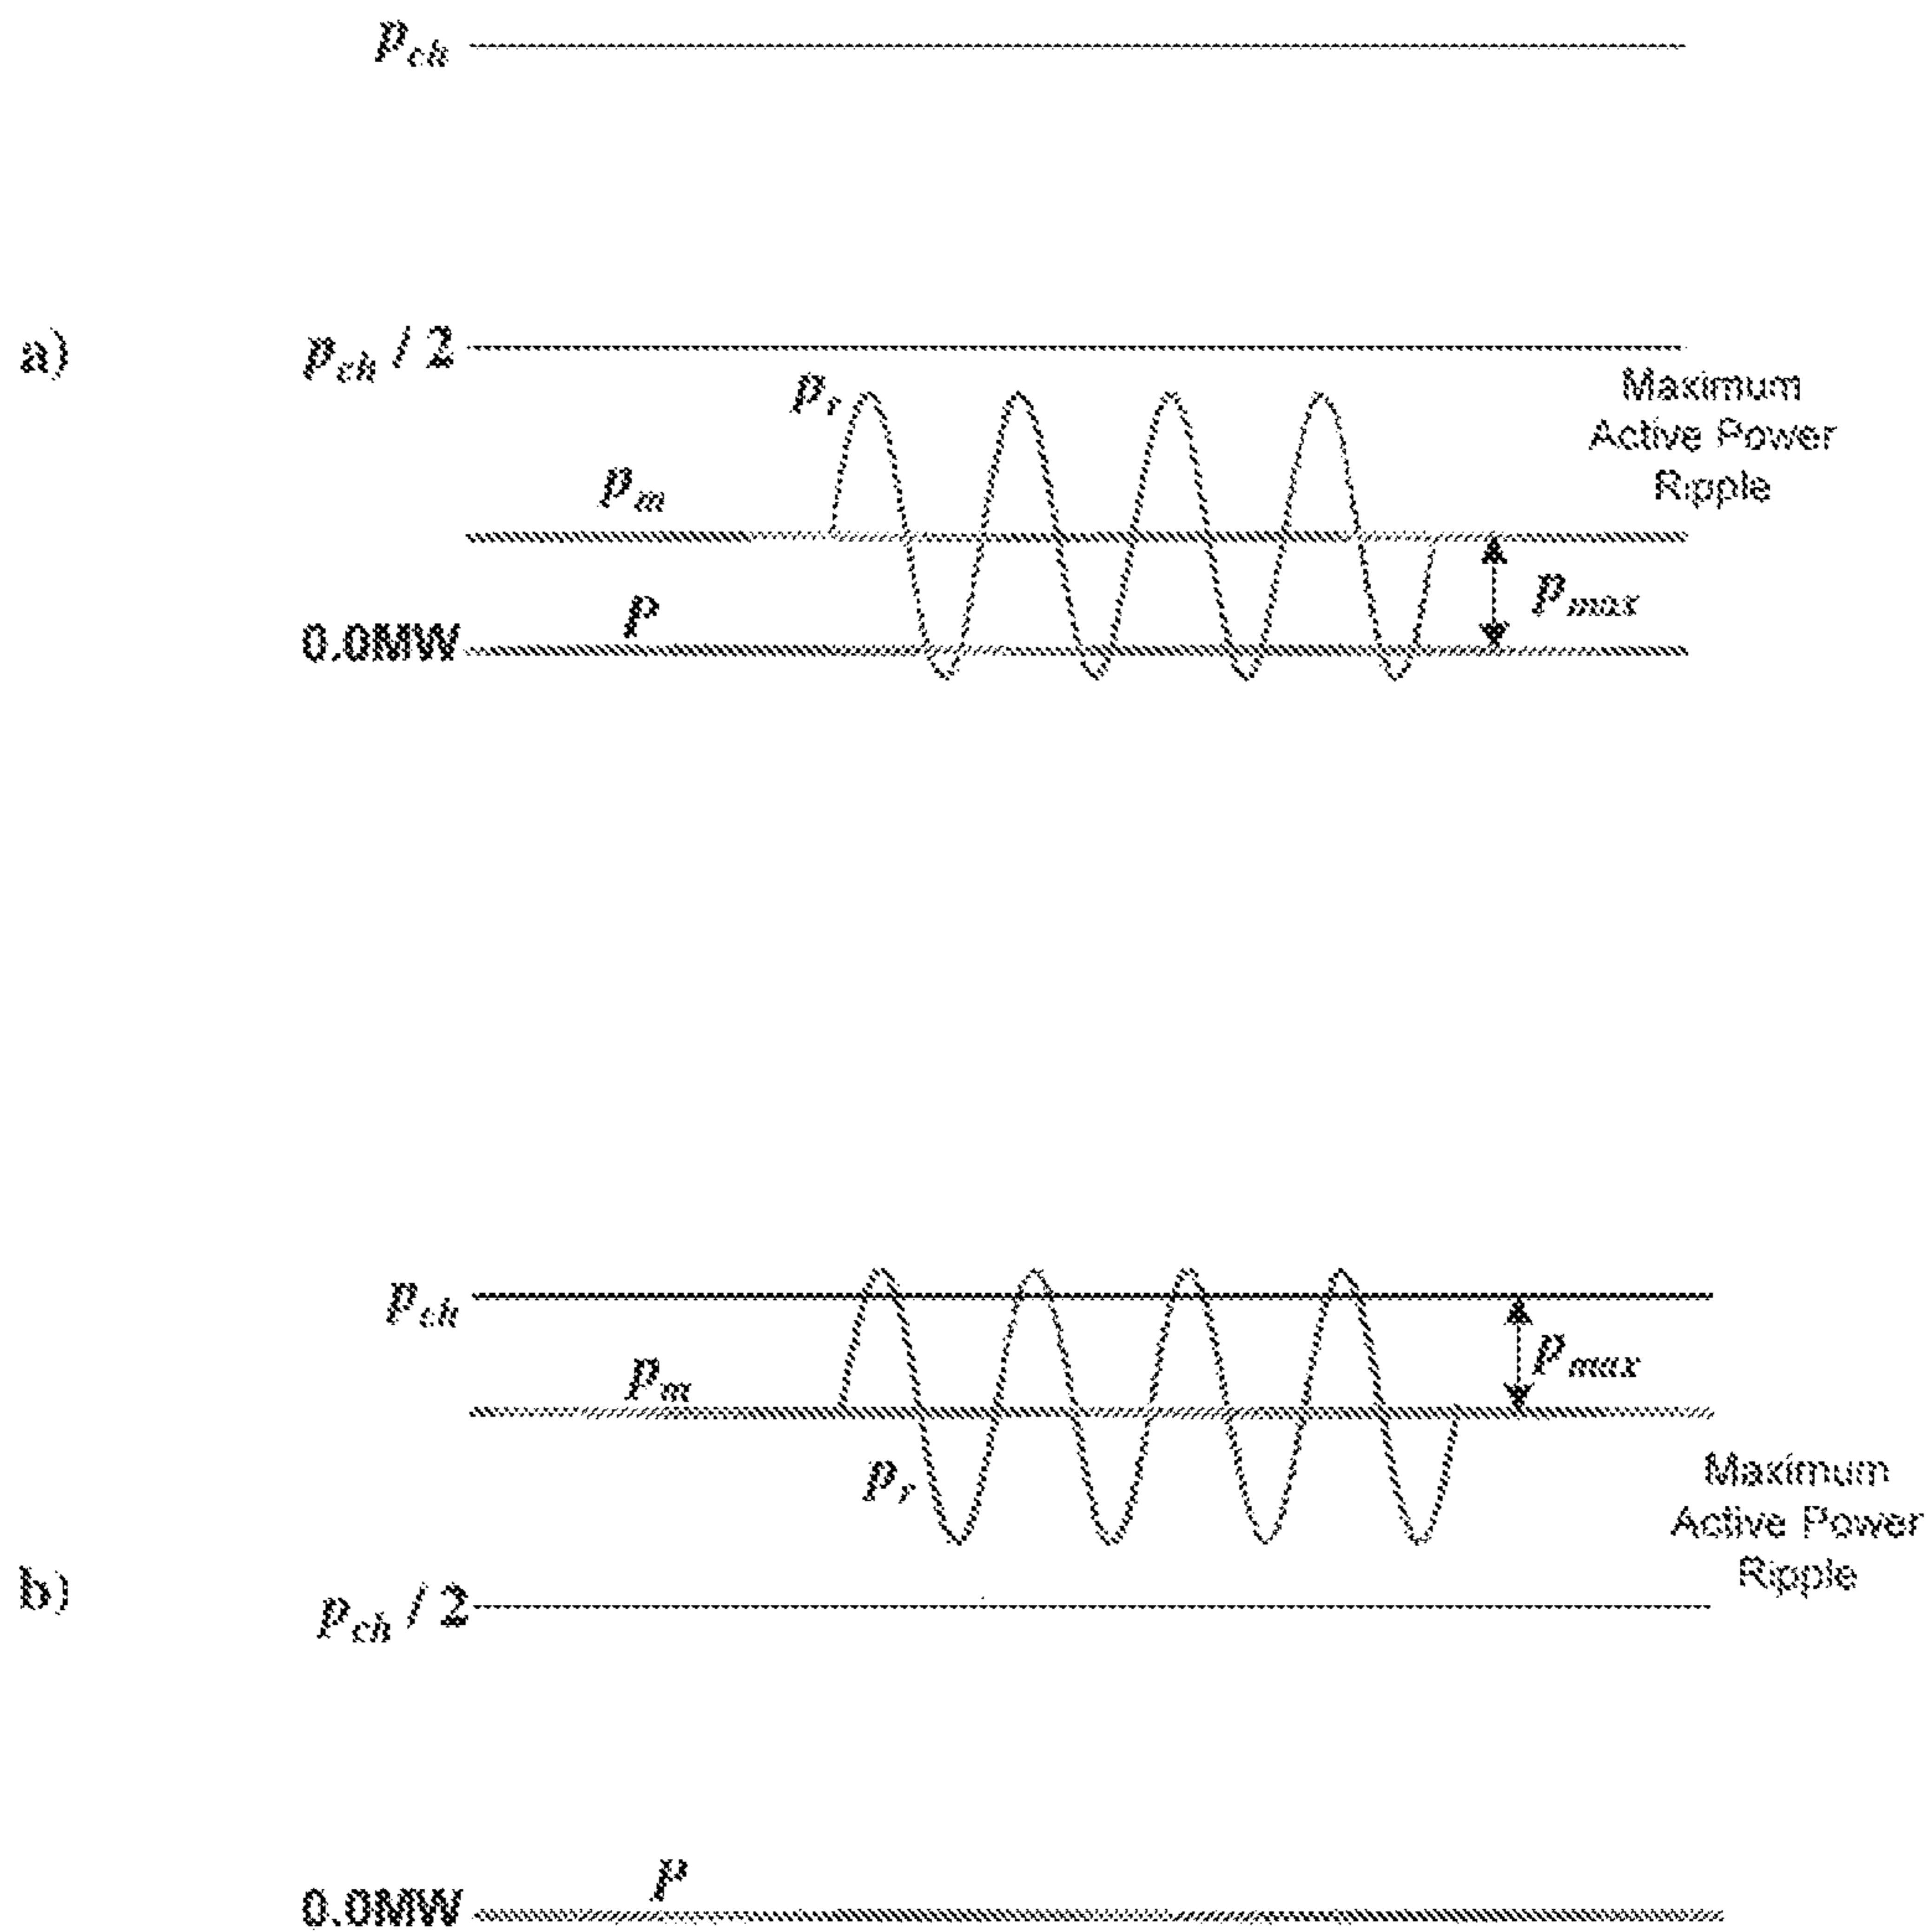 p_ch
a)
p_ch / 2
p_r
Maximum
Active Power
Ripple
p_m
p_max
p
0.0MW
p_ch
p_max
p_m
p_r
Maximum
Active Power
Ripple
b)
p_ch / 2
p
0.0MW